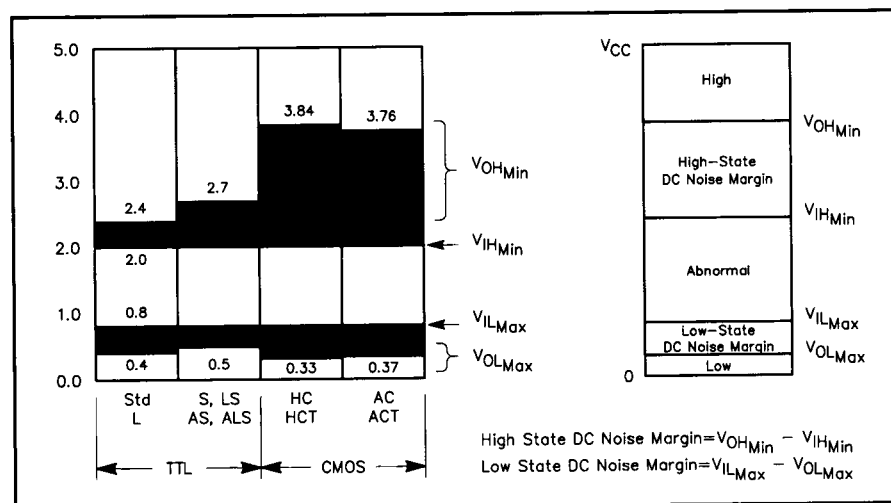 5.0
4.0
3.0
2.0
1.0
0.0
3.84
3.76
2.7
2.4
2.0
0.8
0.4
0.5
0.33
0.37
VOHMin
VIHMin
VILMax
VOLMax
Std
L
S, LS
AS, ALS
HC
HCT
AC
ACT
TTL
CMOS
VCC
0
High
High-State
DC Noise Margin
Abnormal
Low-State
DC Noise Margin
Low
VOHMin
VIHMin
VILMax
VOLMax
High State DC Noise Margin=VOHMin - VIHMin
Low State DC Noise Margin=VILMax - VOLMax